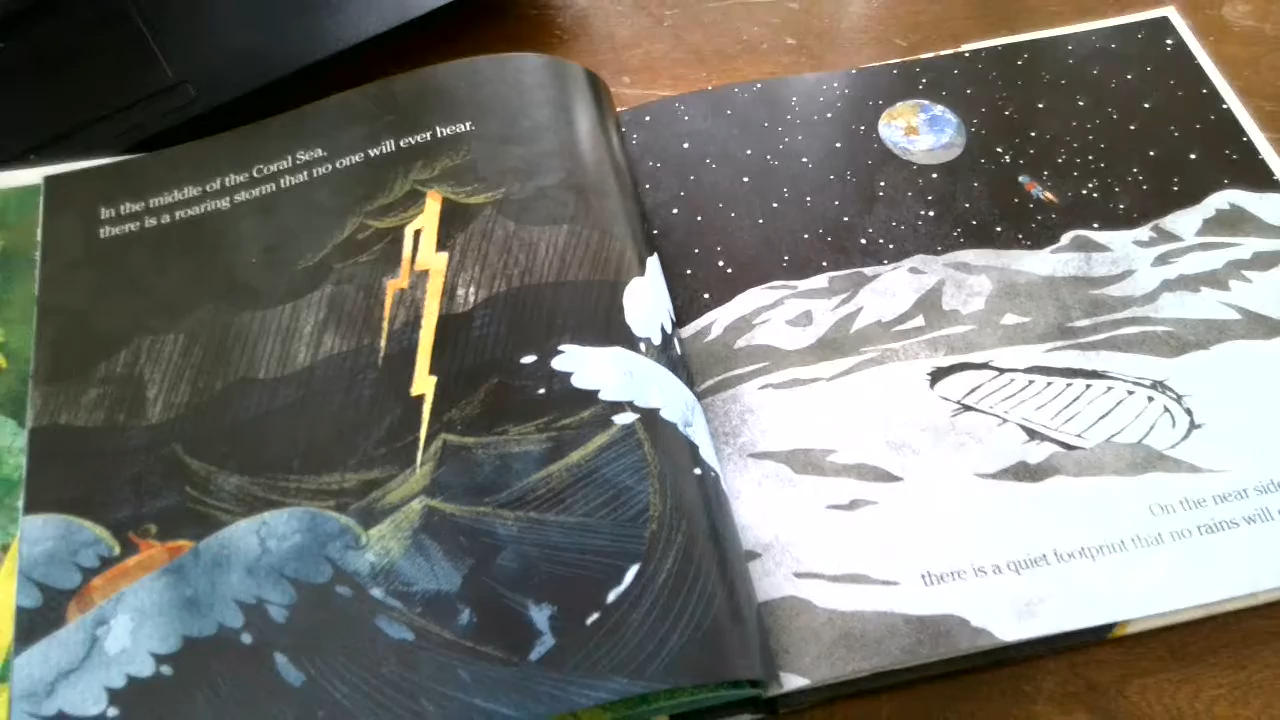 In the middle of the Coral Sea,
there is a roaring storm that no one will ever hear.
On the near side
there is a quiet footprint that no rains will